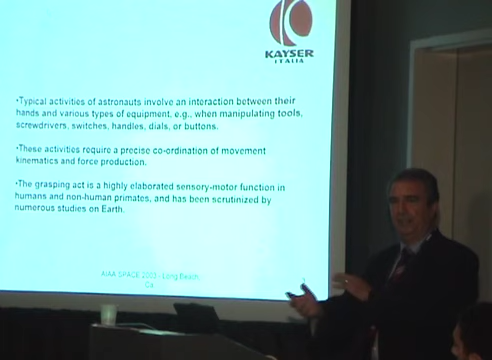 KAYSER
ITALIA
•Typical activities of astronauts involve an interaction between their
hands and various types of equipment, e.g., when manipulating tools,
screwdrivers, switches, handles, dials, or buttons.
•These activities require a precise co-ordination of movement
kinematics and force production.
•The grasping act is a highly elaborated sensory-motor function in
humans and non-human primates, and has been scrutinized by
numerous studies on Earth.
AIAA SPACE 2003 - Long Beach,
Ca.